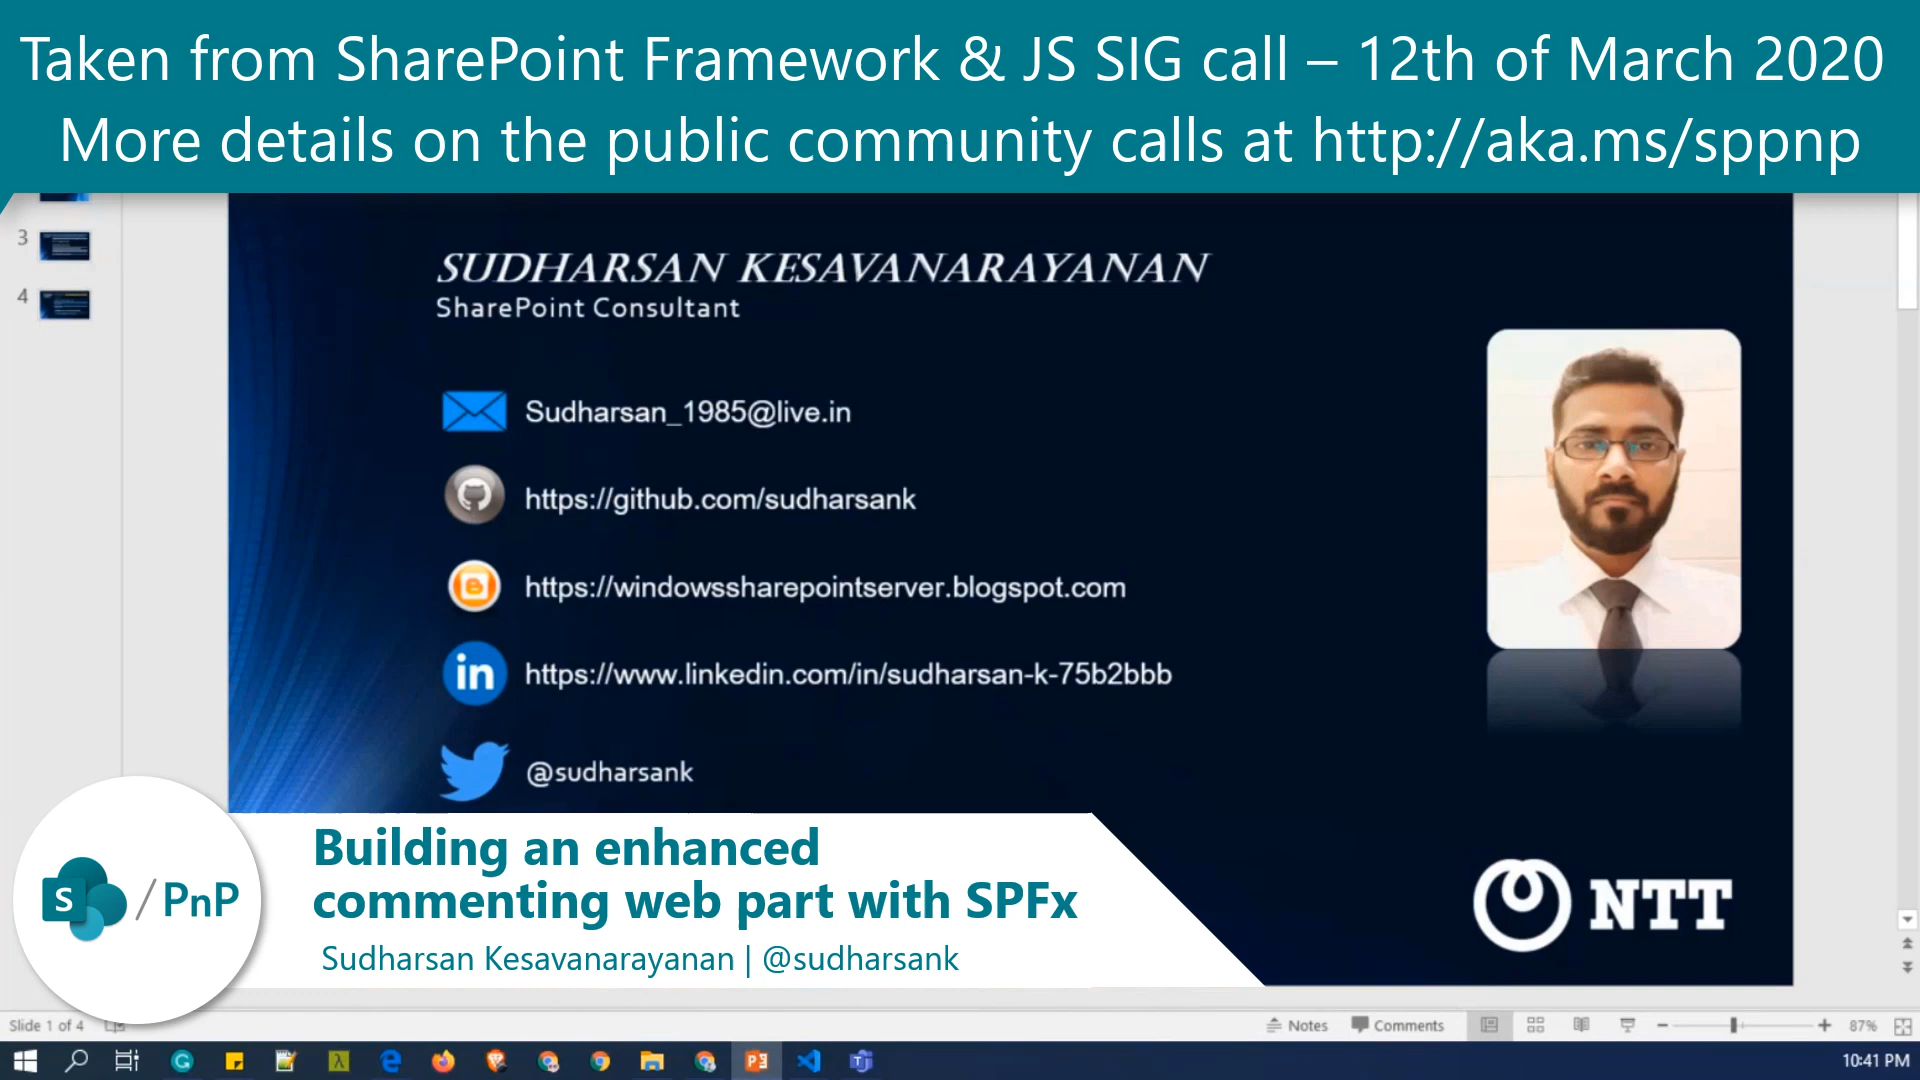 Taken from SharePoint Framework & JS SIG call – 12th of March 2020
More details on the public community calls at http://aka.ms/sppnp
3
4
SUDHARSAN KESAVANARAYANAN
SharePoint Consultant
Sudharsan_1985@live.in
https://github.com/sudharsank
https://windowssharepointserver.blogspot.com
in
https://www.linkedin.com/in/sudharsan-k-75b2bbb
@sudharsank
Building an enhanced
commenting web part with SPFx
Sudharsan Kesavanarayanan | @sudharsank
S / PnP
NTT
Slide 1 of 4
Notes
Comments
87%
10:41 PM